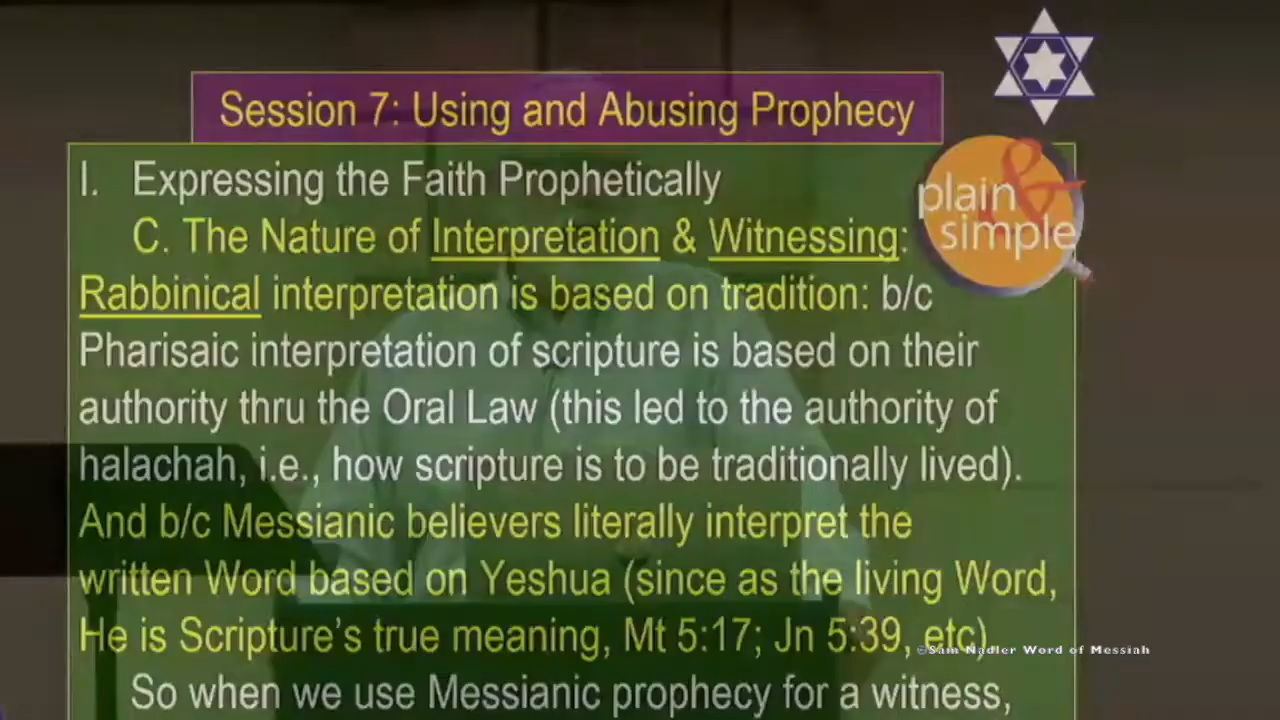 Session 7: Using and Abusing Prophecy
I. Expressing the Faith Prophetically
C. The Nature of Interpretation & Witnessing:
Rabbinical interpretation is based on tradition: b/c
Pharisaic interpretation of scripture is based on their
authority thru the Oral Law (this led to the authority of
halachah, i.e., how scripture is to be traditionally lived).
And b/c Messianic believers literally interpret the
written Word based on Yeshua (since as the living Word,
He is Scripture's true meaning, Mt 5:17; Jn 5:39, etc).
So when we use Messianic prophecy for a witness,
plain &
simple
©Sam Nadler Word of Messiah